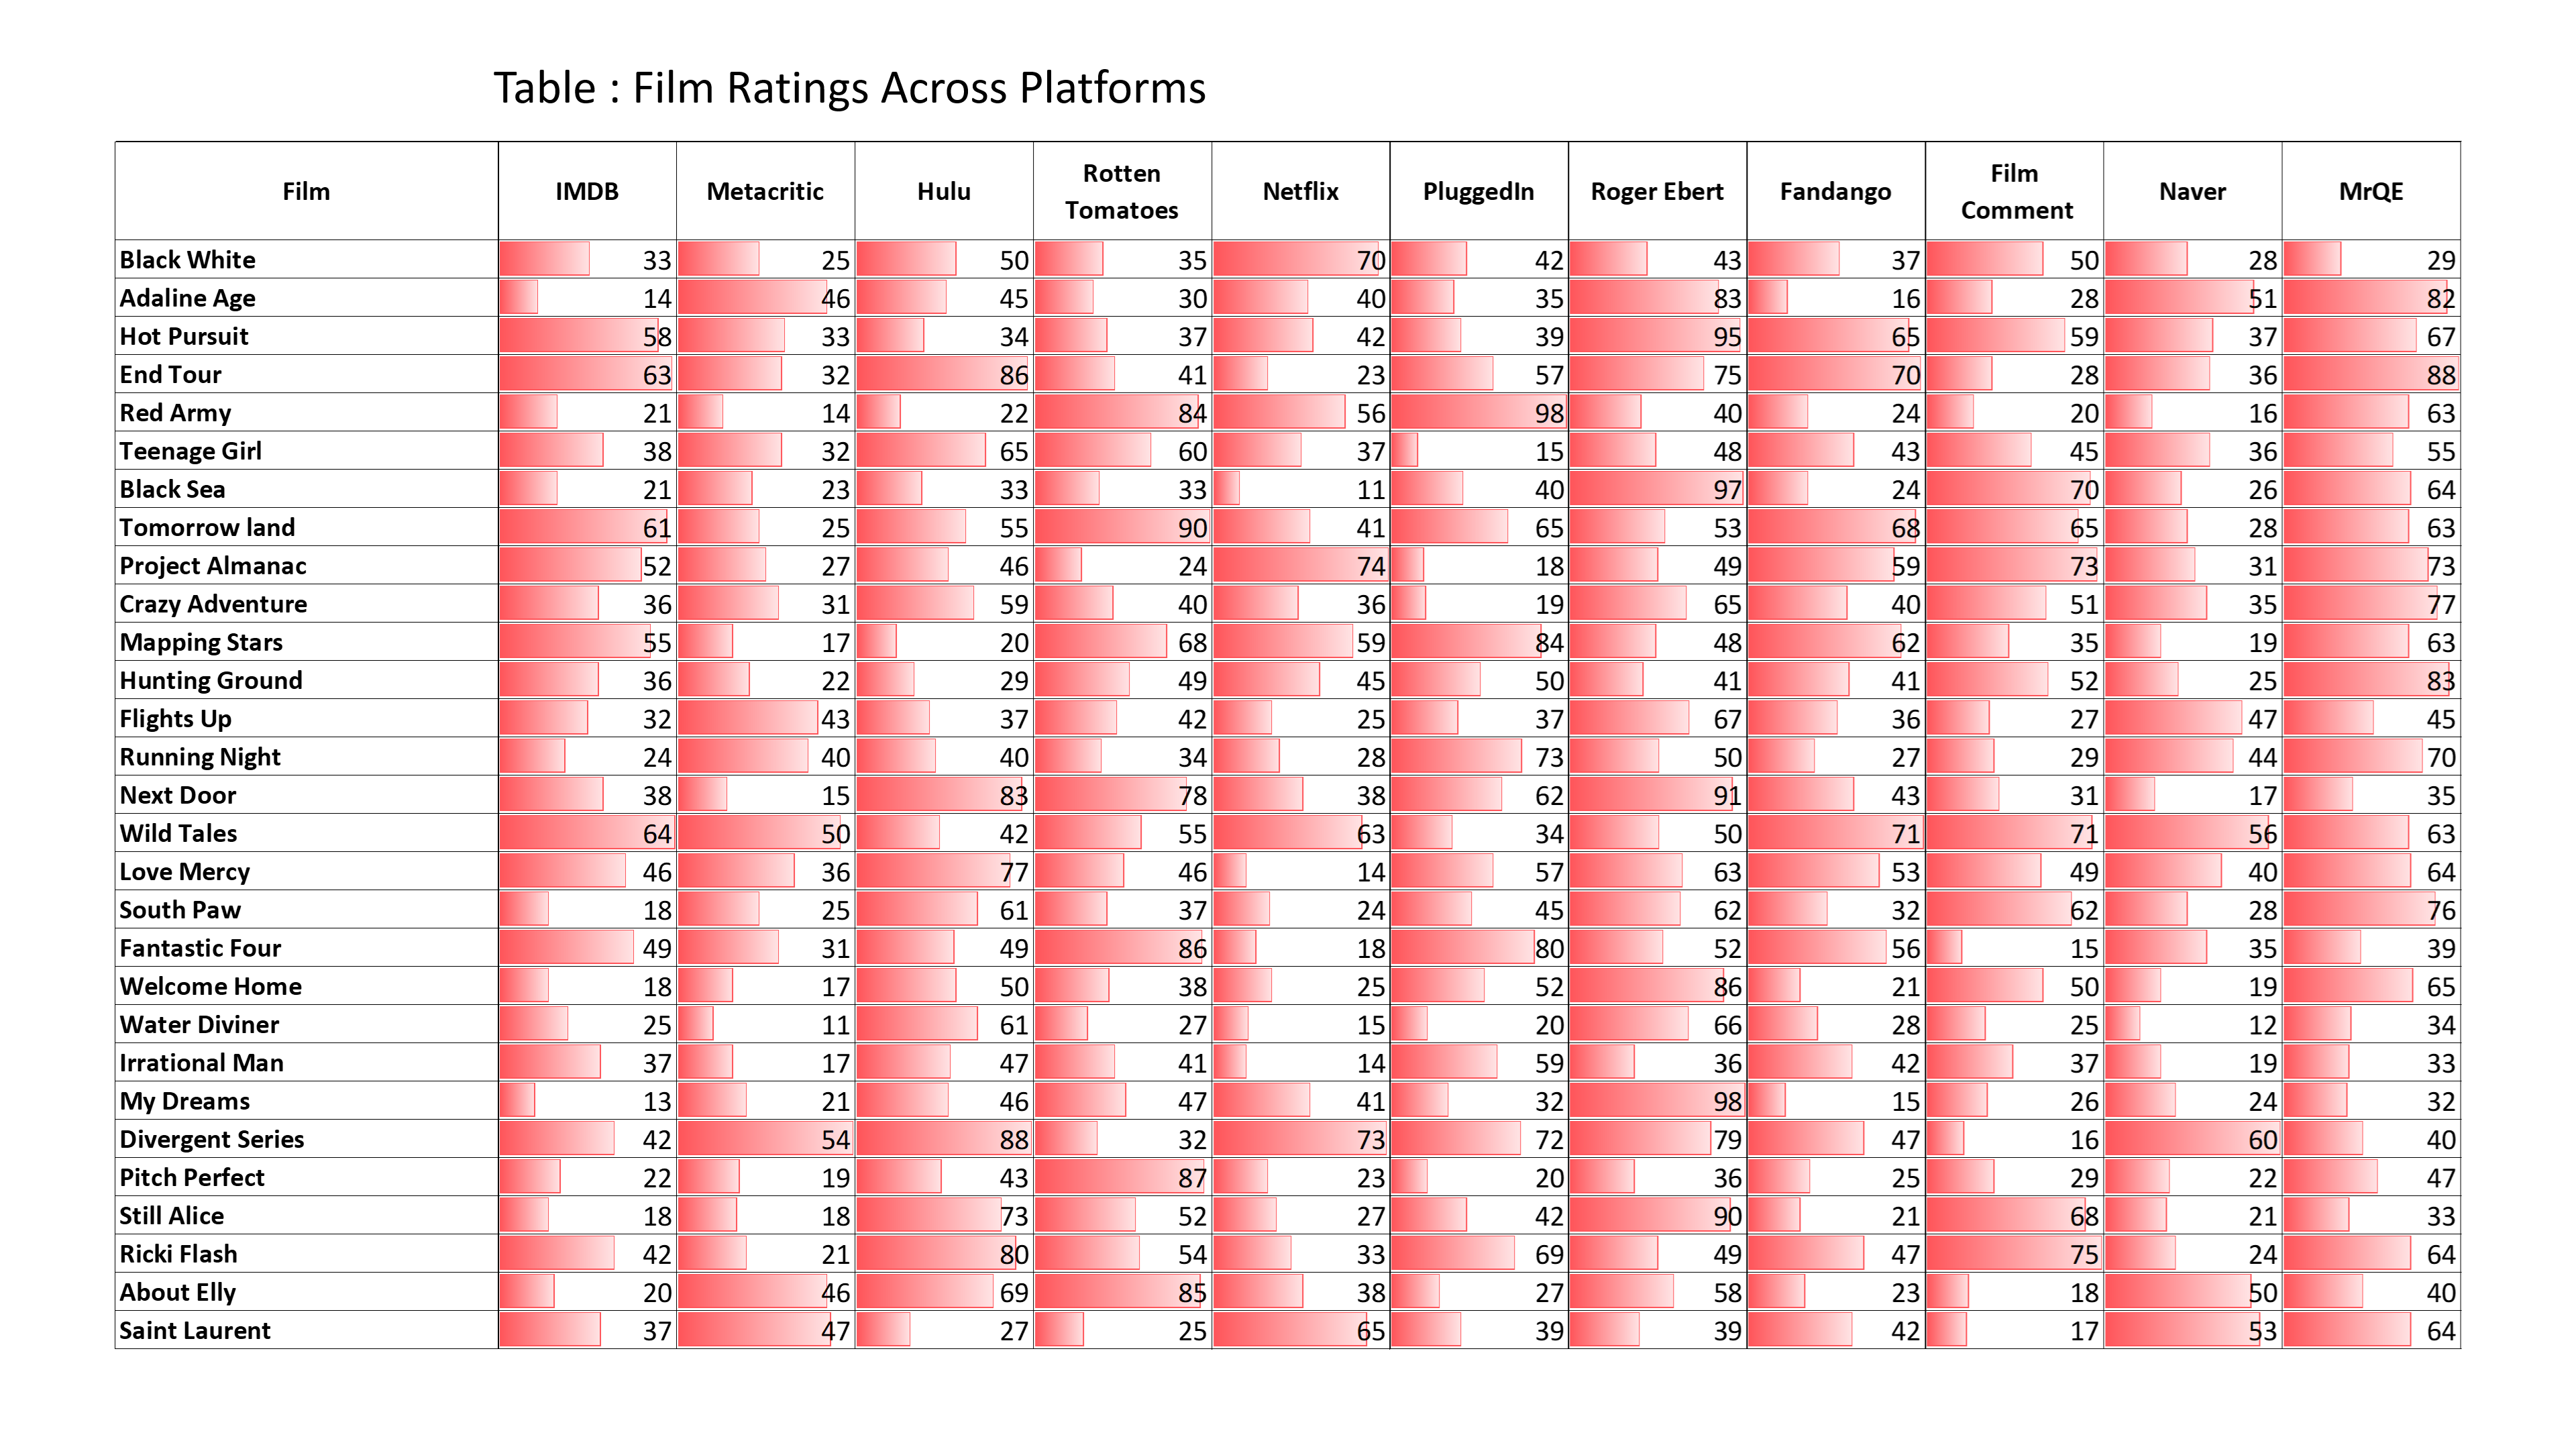 Table : Film Ratings Across Platforms
Film IMDB Metacritic Hulu Rotten Tomatoes Netflix PluggedIn Roger Ebert Fandango Film Comment Naver MrQE
Black White 33 25 50 35 70 42 43 37 50 28 29
Adaline Age 14 46 45 30 40 35 83 16 28 51 82
Hot Pursuit 58 33 34 37 42 39 95 65 59 37 67
End Tour 63 32 86 41 23 57 75 70 28 36 88
Red Army 21 14 22 84 56 98 40 24 20 16 63
Teenage Girl 38 32 65 60 37 15 48 43 45 36 55
Black Sea 21 23 33 33 11 40 97 24 70 26 64
Tomorrow land 61 25 55 90 41 65 53 68 65 28 63
Project Almanac 52 27 46 24 74 18 49 59 73 31 73
Crazy Adventure 36 31 59 40 36 19 65 40 51 35 77
Mapping Stars 55 17 20 68 59 84 48 62 35 19 63
Hunting Ground 36 22 29 49 45 50 41 41 52 25 83
Flights Up 32 43 37 42 25 37 67 36 27 47 45
Running Night 24 40 40 34 28 73 50 27 29 44 70
Next Door 38 15 83 78 38 62 91 43 31 17 35
Wild Tales 64 50 42 55 63 34 50 71 71 56 63
Love Mercy 46 36 77 46 14 57 63 53 49 40 64
South Paw 18 25 61 37 24 45 62 32 62 28 76
Fantastic Four 49 31 49 86 18 80 52 56 15 35 39
Welcome Home 18 17 50 38 25 52 86 21 50 19 65
Water Diviner 25 11 61 27 15 20 66 28 25 12 34
Irrational Man 37 17 47 41 14 59 36 42 37 19 33
My Dreams 13 21 46 47 41 32 98 15 26 24 32
Divergent Series 42 54 88 32 73 72 79 47 16 60 40
Pitch Perfect 22 19 43 87 23 20 36 25 29 22 47
Still Alice 18 18 73 52 27 42 90 21 68 21 33
Ricki Flash 42 21 80 54 33 69 49 47 75 24 64
About Elly 20 46 69 85 38 27 58 23 18 50 40
Saint Laurent 37 47 27 25 65 39 39 42 17 53 64